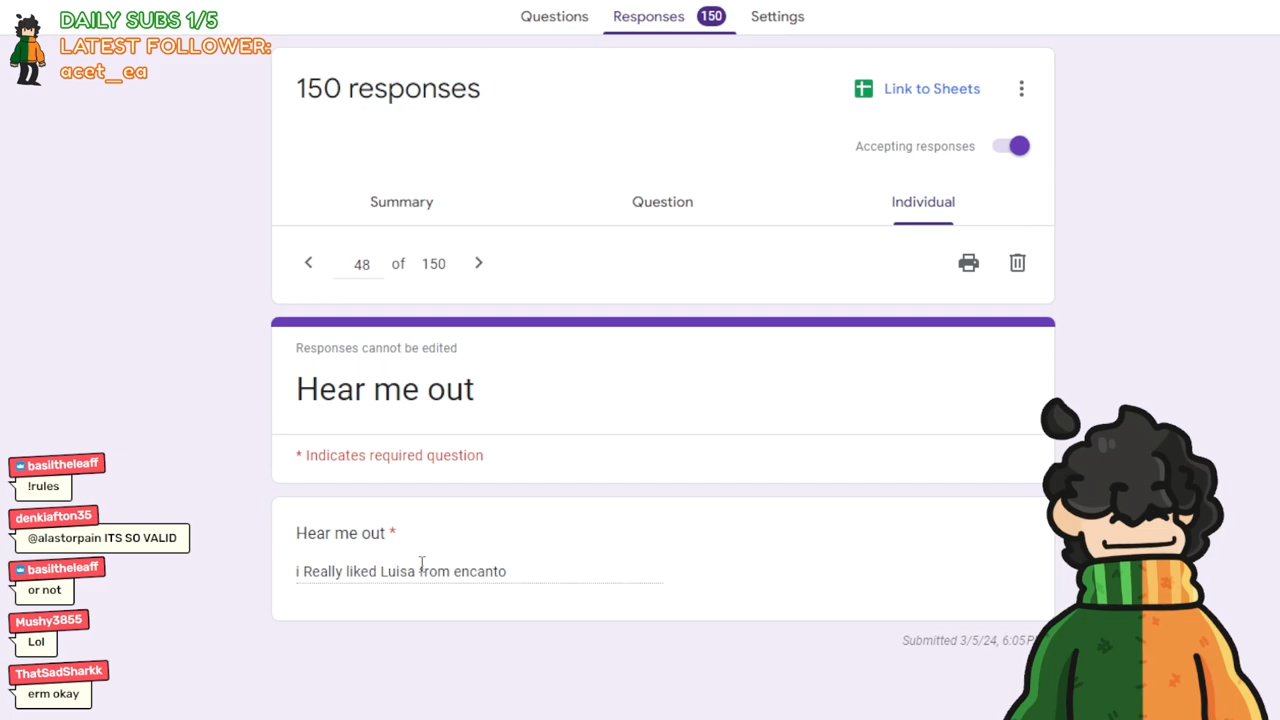 DAILY SUBS 1/5
LATEST FOLLOWER:
acet_ea
Questions
Responses
150
Settings
150 responses
Link to Sheets
Accepting responses
Summary
Question
Individual
48
of
150
Responses cannot be edited
Hear me out
* Indicates required question
Hear me out *
i Really liked Luisa from encanto
Submitted 3/5/24, 6:05
basiltheleaff
!rules
denkiafton35
@alastorpain ITS SO VALID
basiltheleaff
or not
Mushy3855
Lol
ThatSadSharkk
erm okay